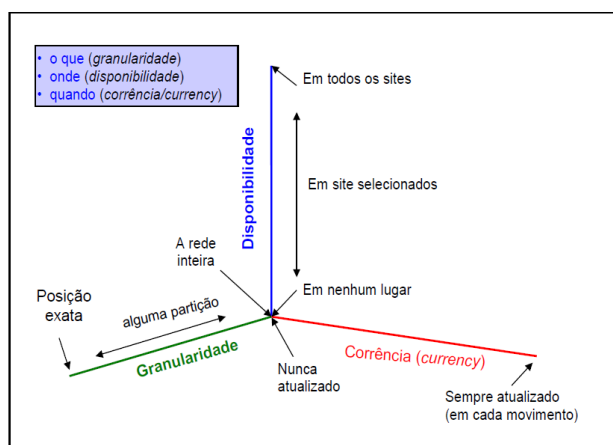 • o que (granularidade)
• onde (disponibilidade)
• quando (corrência/currency)
Em todos os sites
Disponibilidade
Em site selecionados
A rede
inteira
Em nenhum lugar
Posição
exata
alguma partição
Granularidade
Nunca
atualizado
Corrência (currency)
Sempre atualizado
(em cada movimento)